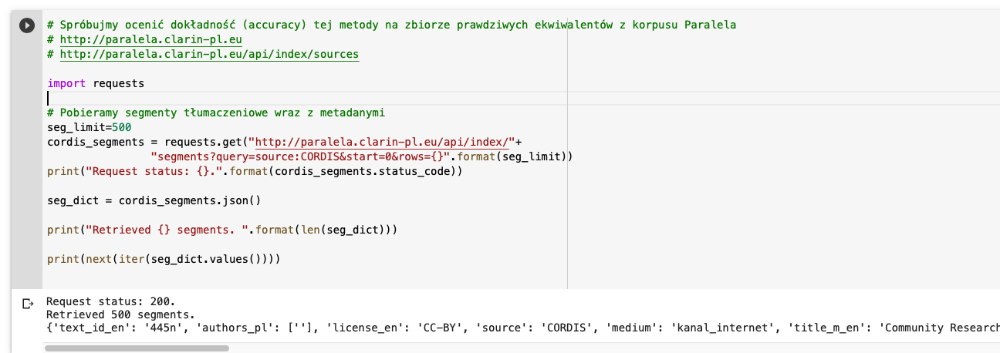 # Spróbujmy ocenić dokładność (accuracy) tej metody na zbiorze prawdziwych ekwiwalentów z korpusu Paralela
# http://paralela.clarin-pl.eu
# http://paralela.clarin-pl.eu/api/index/sources
import requests
# Pobieramy segmenty tłumaczeniowe wraz z metadanymi
seg_limit=500
cordis_segments = requests.get("http://paralela.clarin-pl.eu/api/index/"+
"segments?query=source:CORDIS&start=0&rows={}".format(seg_limit))
print("Request status: {}.".format(cordis_segments.status_code))
seg_dict = cordis_segments.json()
print("Retrieved {} segments. ".format(len(seg_dict)))
print(next(iter(seg_dict.values())))
Request status: 200.
Retrieved 500 segments.
{'text_id_en': '445n', 'authors_pl': [''], 'license_en': 'CC-BY', 'source': 'CORDIS', 'medium': 'kanal_internet', 'title_m_en': 'Community Research